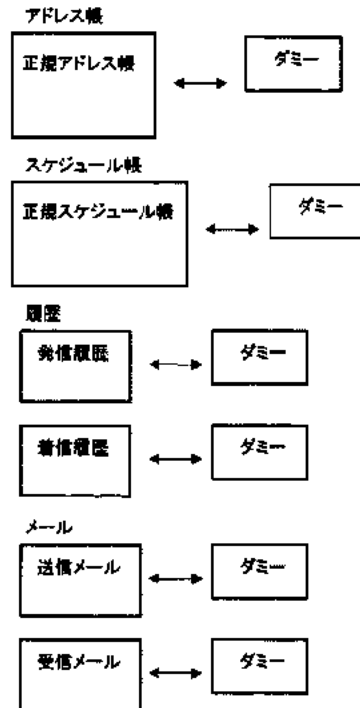 アドレス帳
正規アドレス帳
ダミー
スケジュール帳
正規スケジュール帳
ダミー
履歴
発信履歴
ダミー
着信履歴
ダミー
メール
送信メール
ダミー
受信メール
ダミー